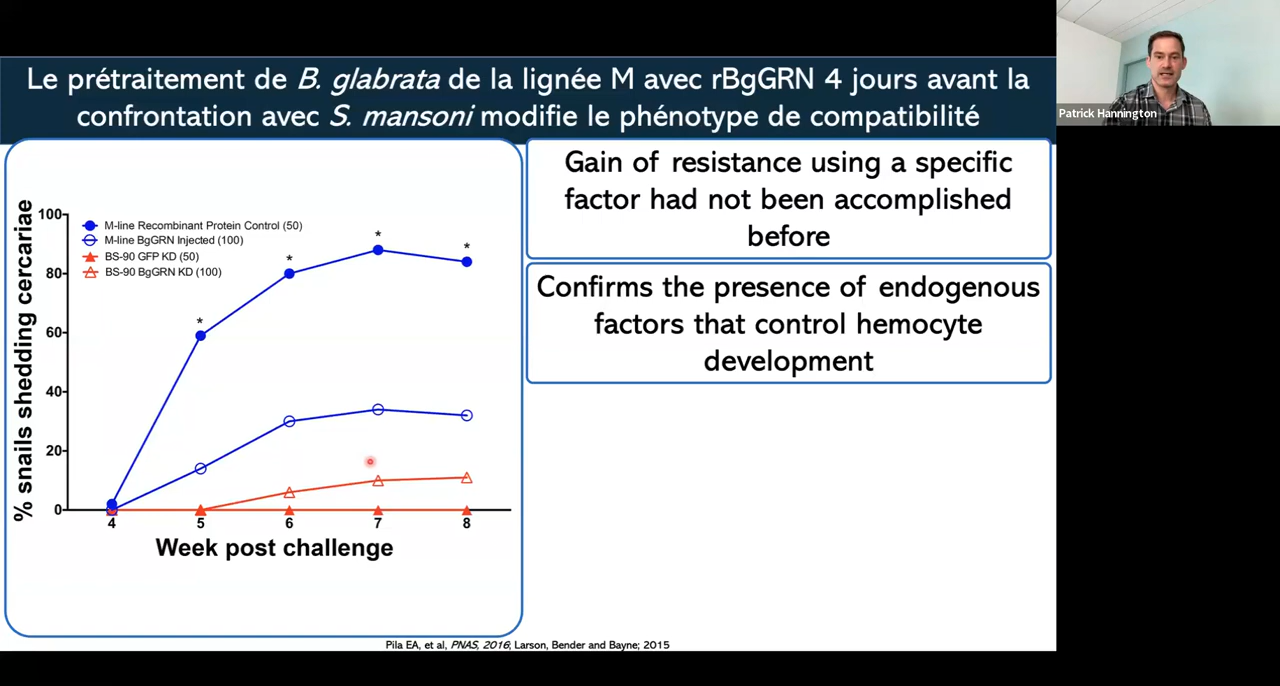 Le prétraitement de B. glabrata de la lignée M avec rBgGRN 4 jours avant la
confrontation avec S. mansoni modifie le phénotype de compatibilité
Patrick Hannington
% snails shedding cercariae
100
80
60
40
20
0
M-line Recombinant Protein Control (50)
M-line BgGRN Injected (100)
BS-90 GFP KD (50)
BS-90 BgGRN KD (100)
* * * *
4 5 6 7 8
Week post challenge
Gain of resistance using a specific
factor had not been accomplished
before
Confirms the presence of endogenous
factors that control hemocyte
development
Pila EA, et al, PNAS, 2016, Larson, Bender and Bayne; 2015